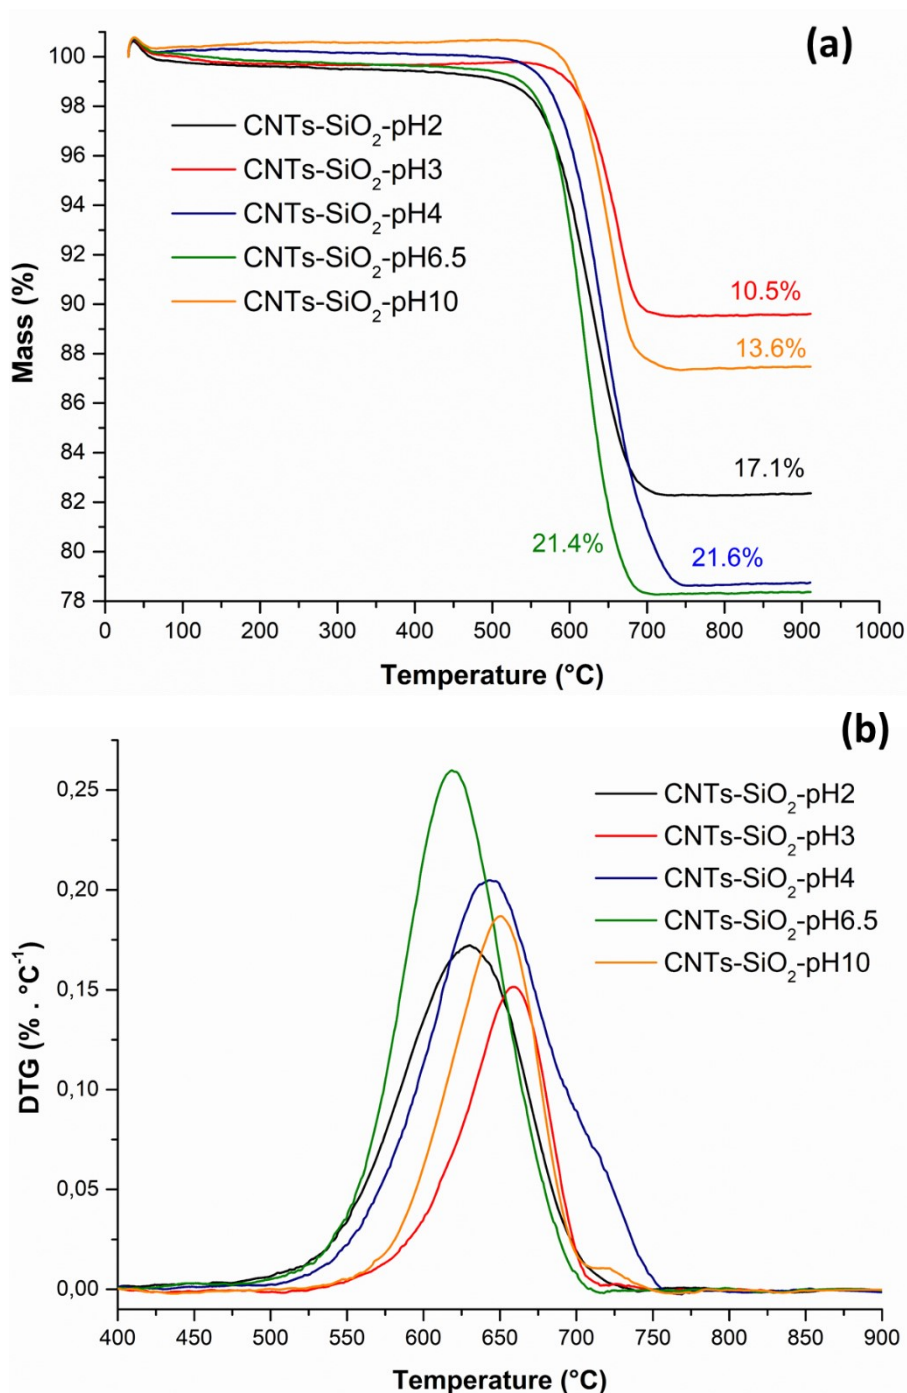 (a)
100
98
96
94
92
90
88
86
84
82
80
78
Mass (%)
CNTs-SiO₂-pH2
CNTs-SiO₂-pH3
CNTs-SiO₂-pH4
CNTs-SiO₂-pH6.5
CNTs-SiO₂-pH10
10.5%
13.6%
17.1%
21.4%
21.6%
0 100 200 300 400 500 600 700 800 900 1000
Temperature (°C)
(b)
0,25
0,20
0,15
0,10
0,05
0,00
DTG (% . °C⁻¹)
CNTs-SiO₂-pH2
CNTs-SiO₂-pH3
CNTs-SiO₂-pH4
CNTs-SiO₂-pH6.5
CNTs-SiO₂-pH10
400 450 500 550 600 650 700 750 800 850 900
Temperature (°C)